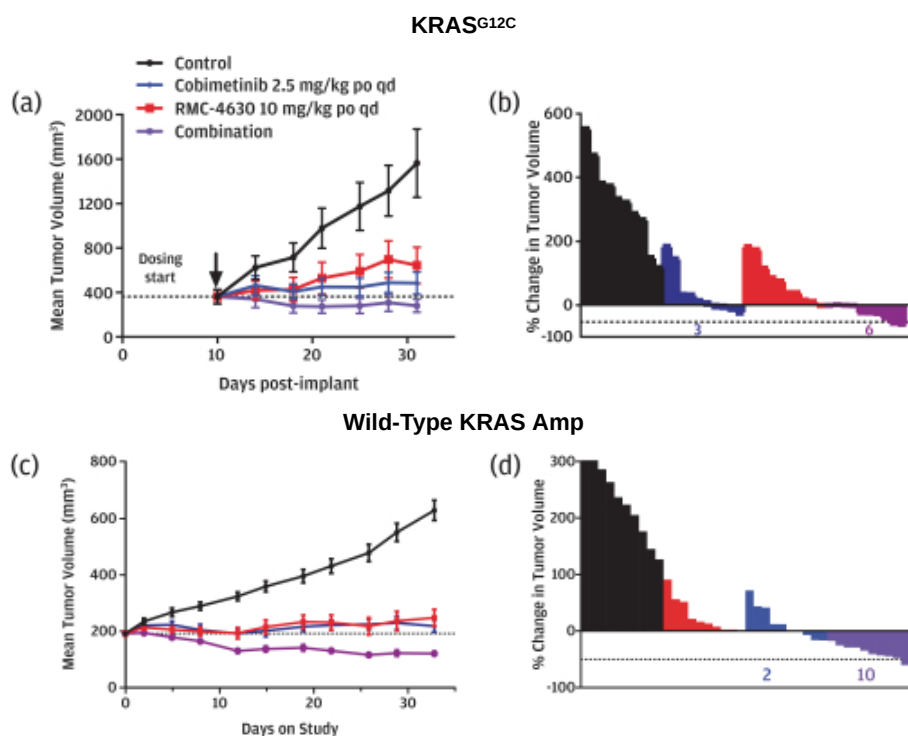 KRASG12C
Control
Cobimetinib 2.5 mg/kg po qd
RMC-4630 10 mg/kg po qd
Combination
(a)
Mean Tumor Volume (mm³)
2000
1600
1200
800
400
0
Dosing
start
0 10 20 30
Days post-implant
(b)
% Change in Tumor Volume
600
400
200
0
-100
3 6
Wild-Type KRAS Amp
(c)
Mean Tumor Volume (mm³)
800
600
400
200
0
0 10 20 30
Days on Study
(d)
% Change in Tumor Volume
300
200
100
0
-100
2 10